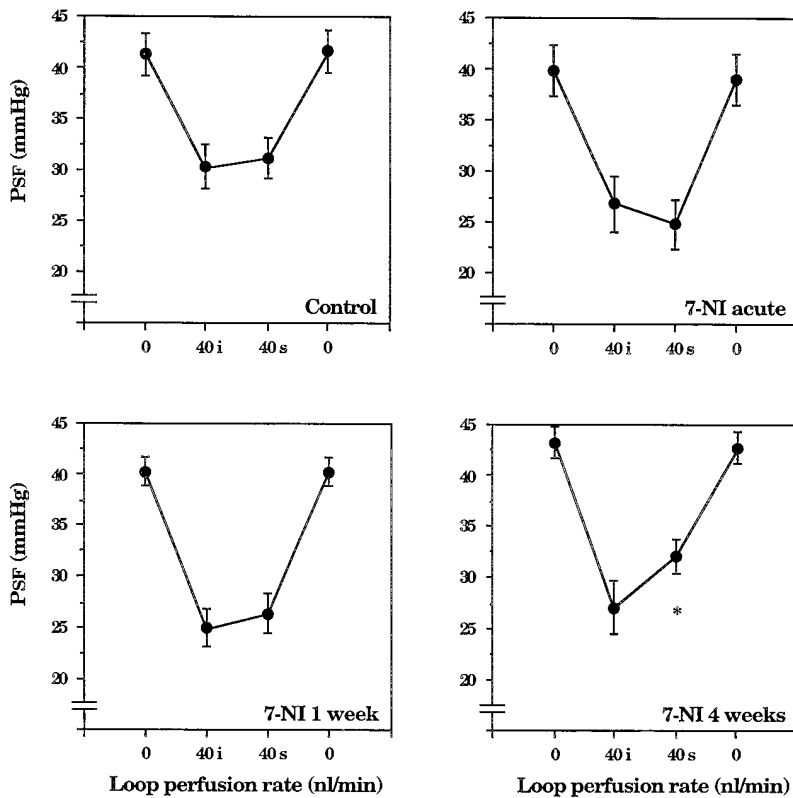 45
40
35
30
25
20
PSF (mmHg)
Control
0 40 i 40 s 0
45
40
35
30
25
20
7-NI acute
0 40 i 40 s 0
45
40
35
30
25
20
PSF (mmHg)
7-NI 1 week
0 40 i 40 s 0
Loop perfusion rate (nl/min)
45
40
35
30
25
20
*
7-NI 4 weeks
0 40 i 40 s 0
Loop perfusion rate (nl/min)